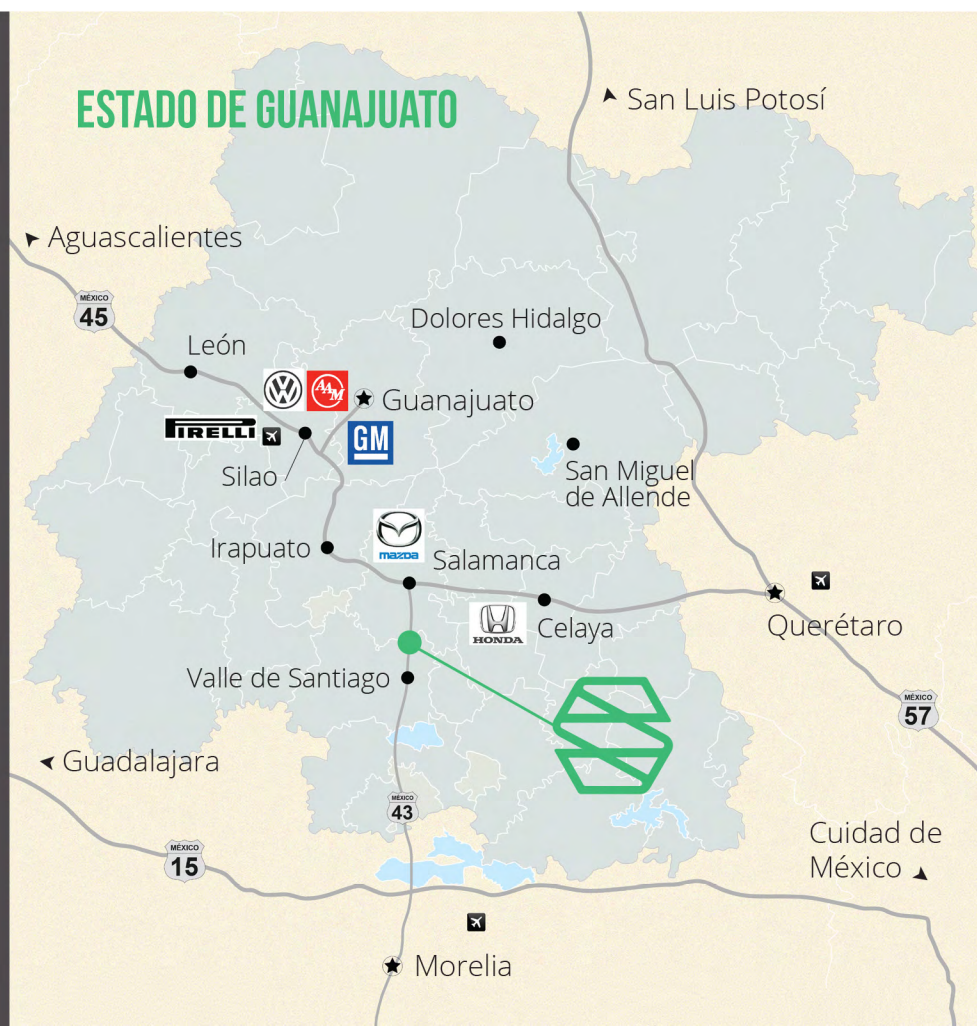 ESTADO DE GUANAJUATO
San Luis Potosí
Aguascalientes
MÉXICO
45
Dolores Hidalgo
León
AAM
Guanajuato
PIRELLI
GM
Silao
San Miguel
de Allende
mazda
Irapuato
Salamanca
HONDA
Celaya
Querétaro
Valle de Santiago
MÉXICO
57
Guadalajara
MÉXICO
43
MÉXICO
15
Cuidad de
México
Morelia